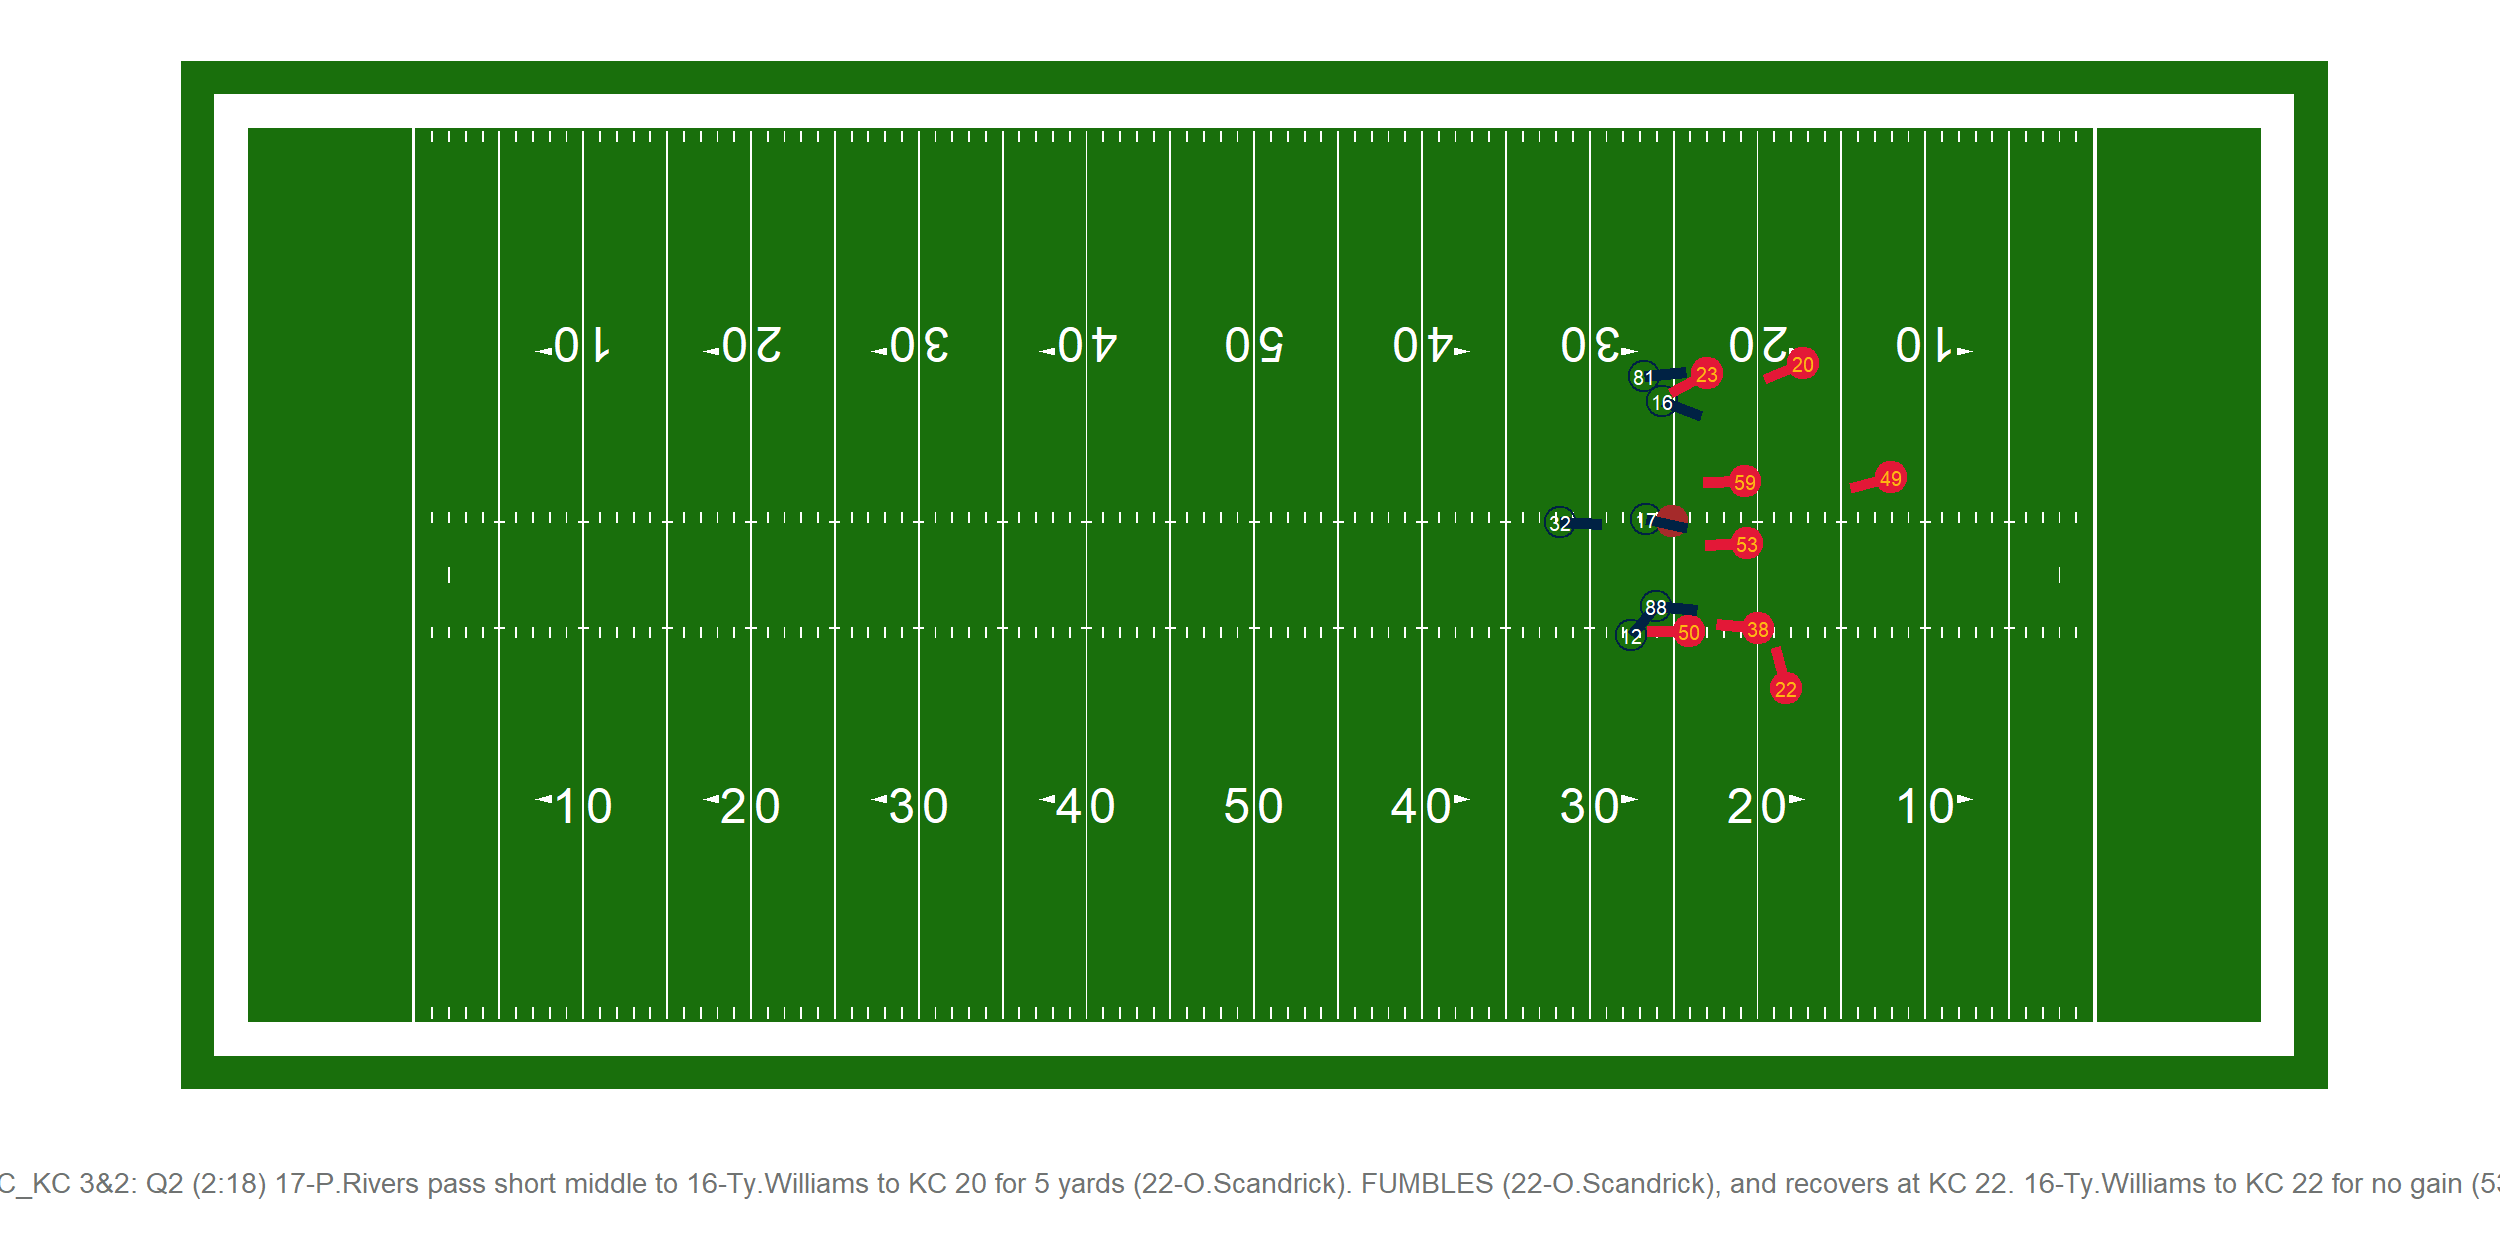 10 20 30 40 50 40 30 20 10
81 23 20
16
59 49
32 17 53
88
12 50 38
22
10 20 30 40 50 40 30 20 10
C_KC 3&2: Q2 (2:18) 17-P.Rivers pass short middle to 16-Ty.Williams to KC 20 for 5 yards (22-O.Scandrick). FUMBLES (22-O.Scandrick), and recovers at KC 22. 16-Ty.Williams to KC 22 for no gain (53